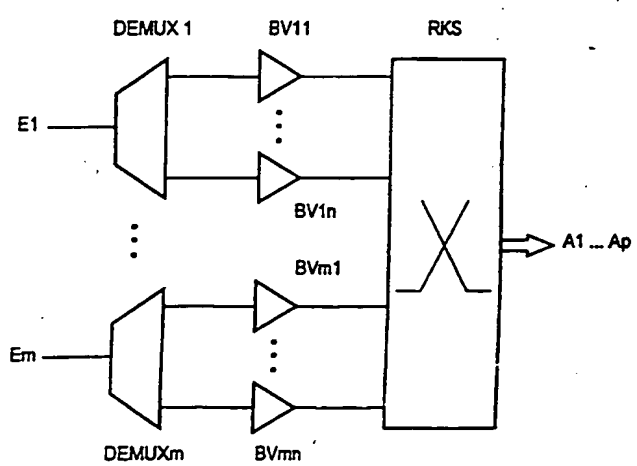 DEMUX 1 BV11 RKS
E1
BV1n
A1 ... Ap
BVm1
Em
DEMUXm BVmn